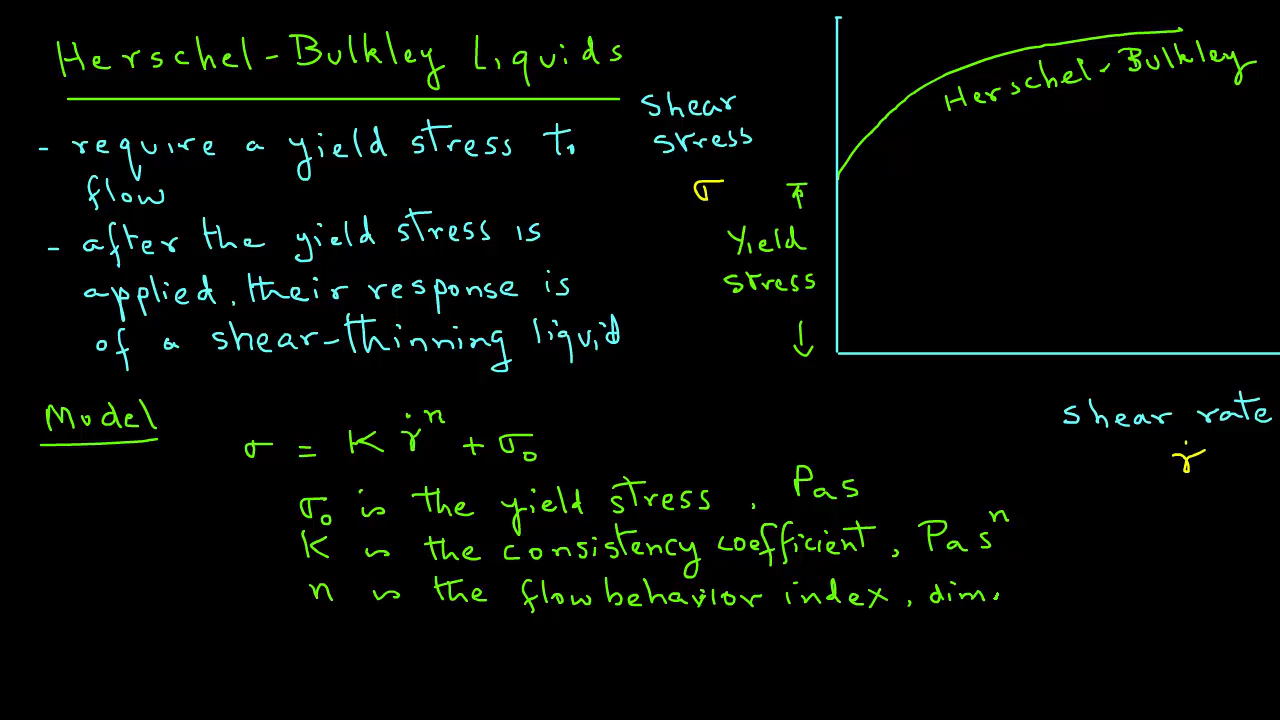 Herschel-Bulkley Liquids
- require a yield stress to
flow
- after the yield stress is
applied, their response is
of a shear-thinning liquid
Shear
stress
σ
Yield
stress
Herschel-Bulkley
shear rate
γ̇
Model
σ = K γ̇ⁿ + σ₀
σ₀ is the yield stress, Pas
K is the consistency coefficient, Pasⁿ
n is the flow behavior index, dim.